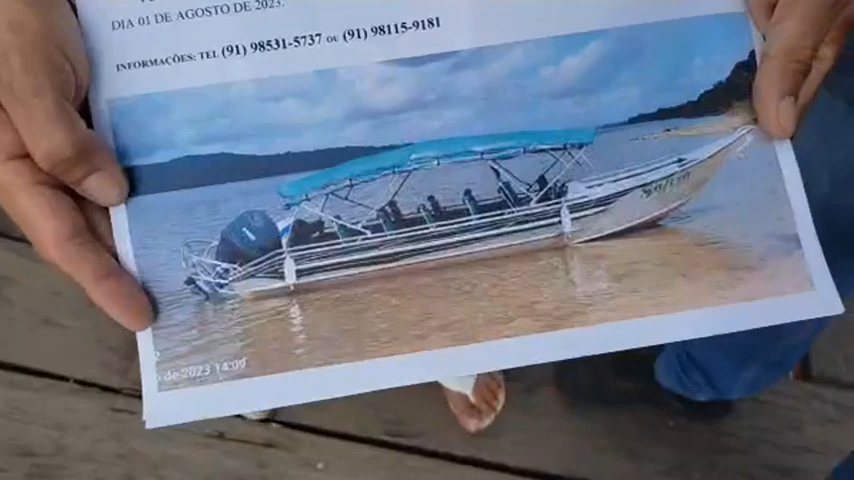 DIA 01 DE AGOSTO DE 2023.
INFORMAÇÕES: TEL (91) 98531-5737 OU (91) 98115-9181
de 2023 14:09